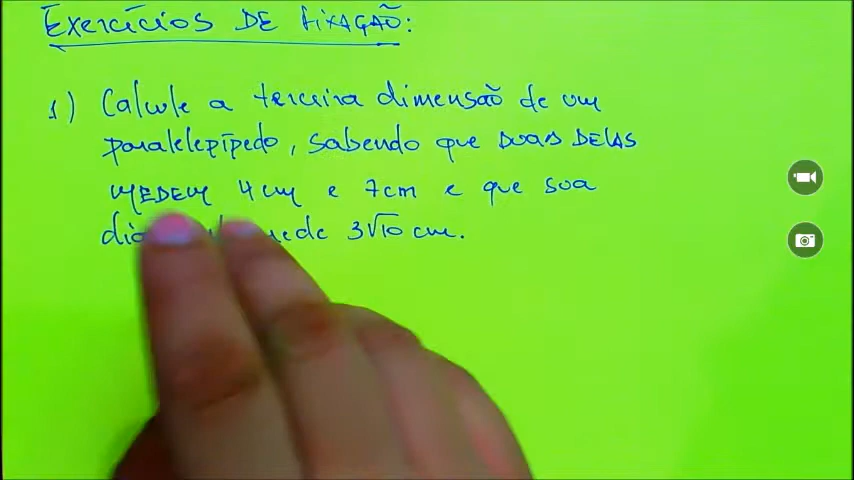 Exercícios DE FIXAÇÃO:
1) Calcule a terceira dimensão de um
paralelepípedo, sabendo que DUAS DELAS
MEDEM 4 cm e 7 cm e que sua
3√10 cm.